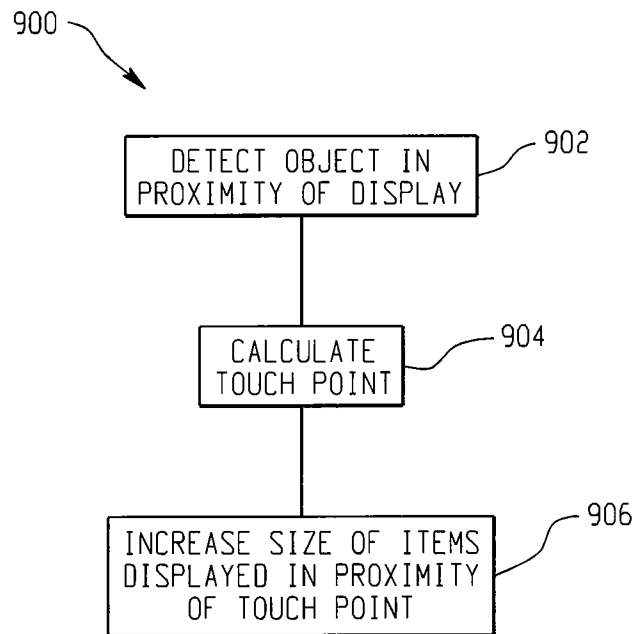 900
DETECT OBJECT IN
PROXIMITY OF DISPLAY
902
CALCULATE
TOUCH POINT
904
INCREASE SIZE OF ITEMS
DISPLAYED IN PROXIMITY
OF TOUCH POINT
906